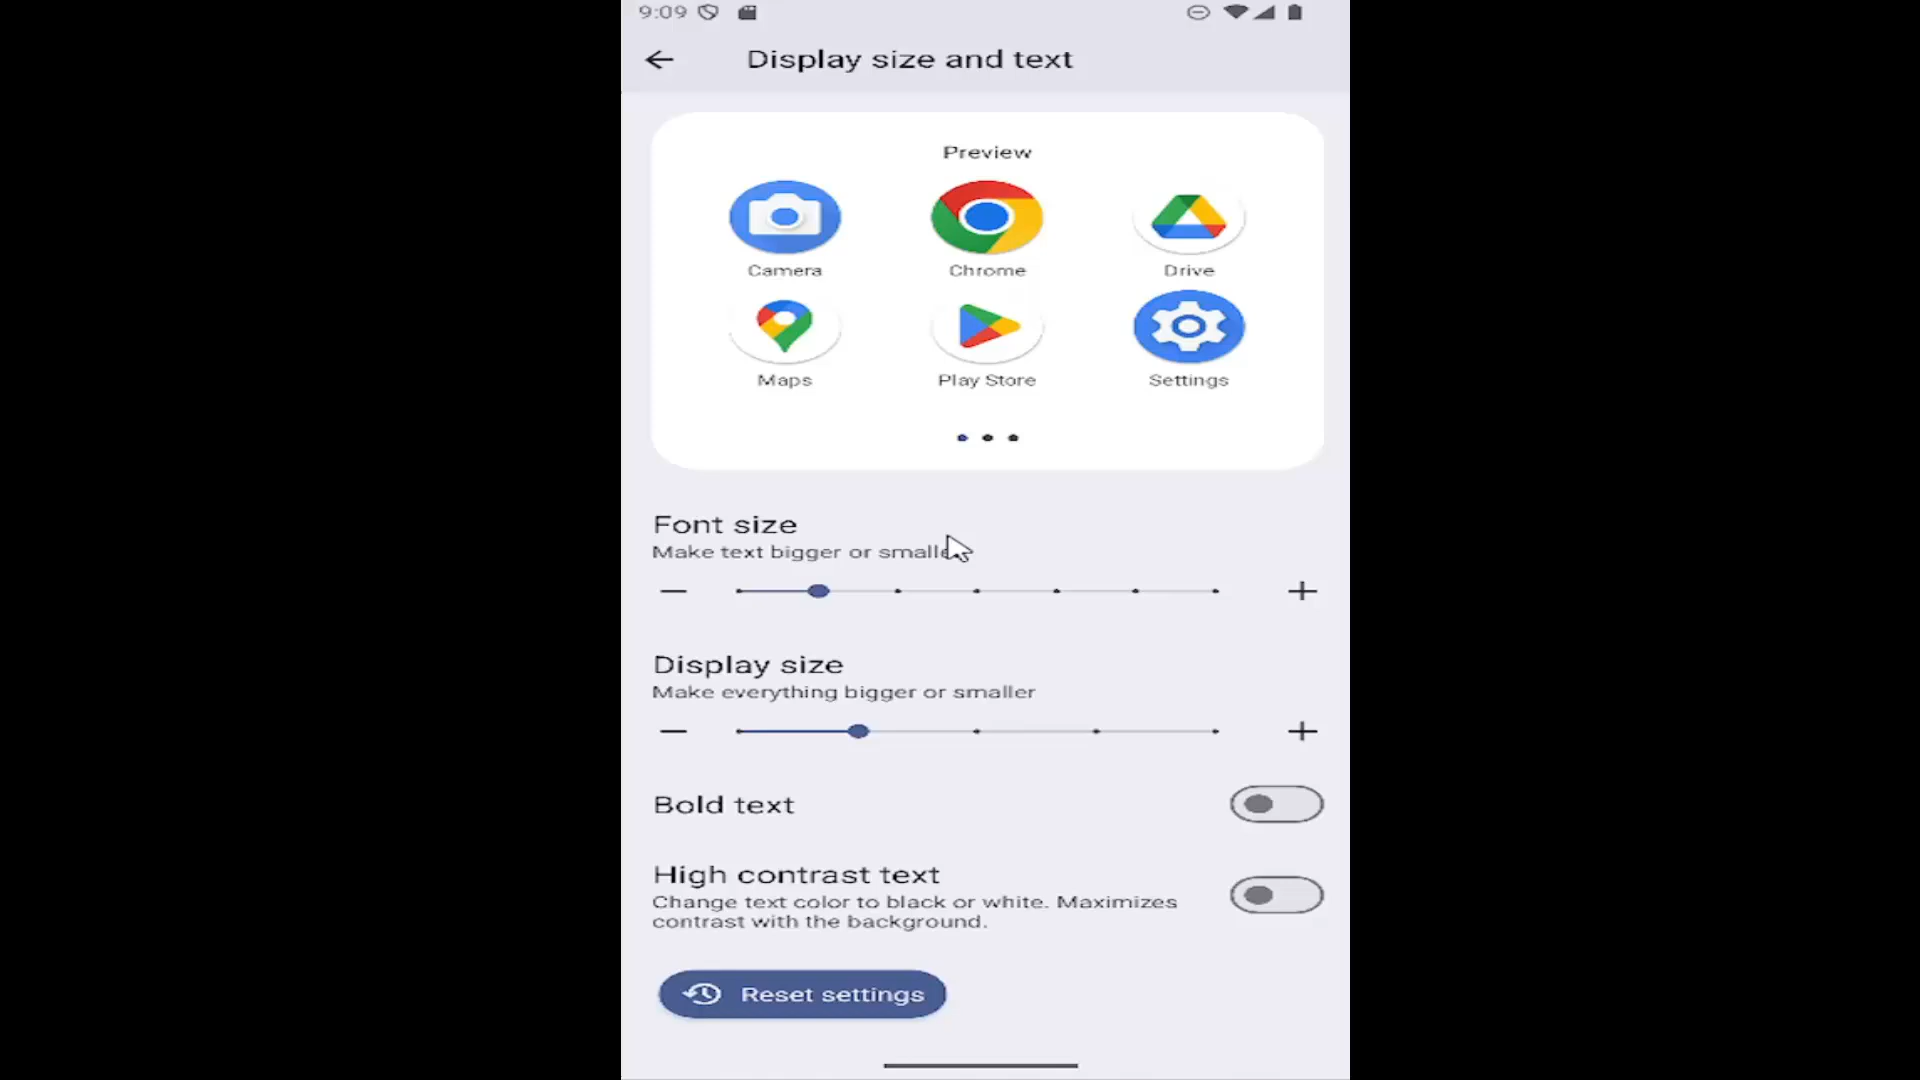 9:09
Display size and text
Preview
Camera Chrome Drive
Maps Play Store Settings
Font size
Make text bigger or smaller
Display size
Make everything bigger or smaller
Bold text
High contrast text
Change text color to black or white. Maximizes
contrast with the background.
Reset settings